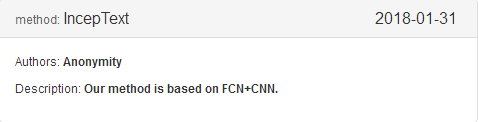 method: IncepText 2018-01-31
Authors: Anonymity
Description: Our method is based on FCN+CNN.